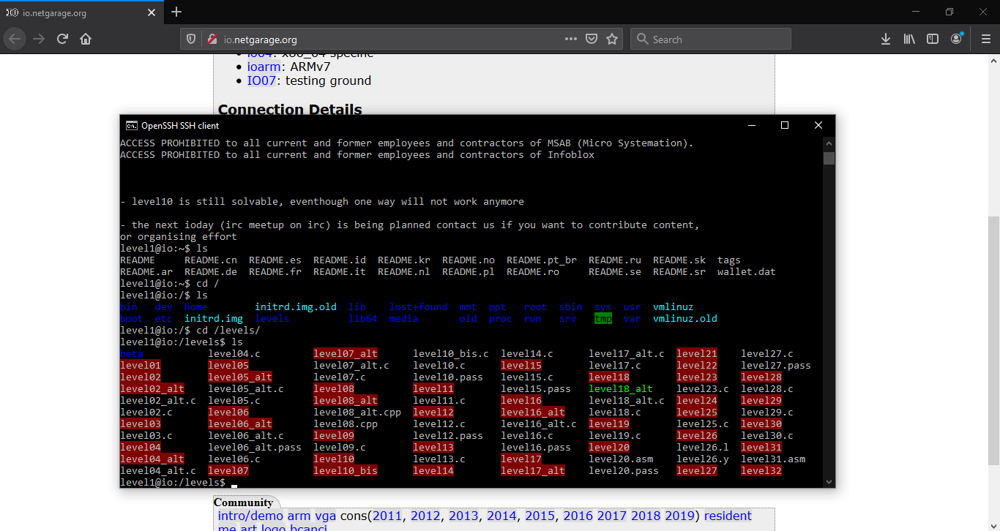 io.netgarage.org
io.netgarage.org
Search
io64: x86_64 specific
ioarm: ARMv7
IO07: testing ground
Connection Details
OpenSSH SSH client
ACCESS PROHIBITED to all current and former employees and contractors of MSAB (Micro Systemation).
ACCESS PROHIBITED to all current and former employees and contractors of Infoblox
- level10 is still solvable, eventhough one way will not work anymore
- the next ioday (irc meetup on irc) is being planned contact us if you want to contribute content,
or organising effort
level1@io:~$ ls
README README.cn README.es README.id README.kr README.no README.pt_br README.ru README.sk tags
README.ar README.de README.fr README.it README.nl README.pl README.ro README.se README.sr wallet.dat
level1@io:~$ cd /
level1@io:/$ ls
bin dev home initrd.img.old lib lost+found mnt opt root sbin sys usr vmlinuz
boot etc initrd.img levels lib64 media old proc run srv tmp var vmlinuz.old
level1@io:/$ cd /levels/
level1@io:/levels$ ls
beta level04.c level07_alt level10_bis.c level14.c level17_alt.c level21 level27.c
level01 level05 level07_alt.c level10.c level15 level17.c level22 level27.pass
level02 level05_alt level07.c level10.pass level15.c level18 level23 level28
level02_alt level05_alt.c level08 level11 level15.pass level18_alt level23.c level28.c
level02_alt.c level05.c level08_alt level11.c level16 level18_alt.c level24 level29
level02.c level06 level08_alt.cpp level12 level16_alt level18.c level25 level29.c
level03 level06_alt level08.cpp level12.c level16_alt.c level19 level25.c level30
level03.c level06_alt.c level09 level12.pass level16.c level19.c level26 level30.c
level04 level06_alt.pass level09.c level13 level16.pass level20 level26.l level31
level04_alt level06.c level10 level13.c level17 level20.asm level26.y level31.asm
level04_alt.c level07 level10_bis level14 level17_alt level20.pass level27 level32
level1@io:/levels$
Community
intro/demo arm vga cons(2011, 2012, 2013, 2014, 2015, 2016 2017 2018 2019) resident
me art logo bcanci